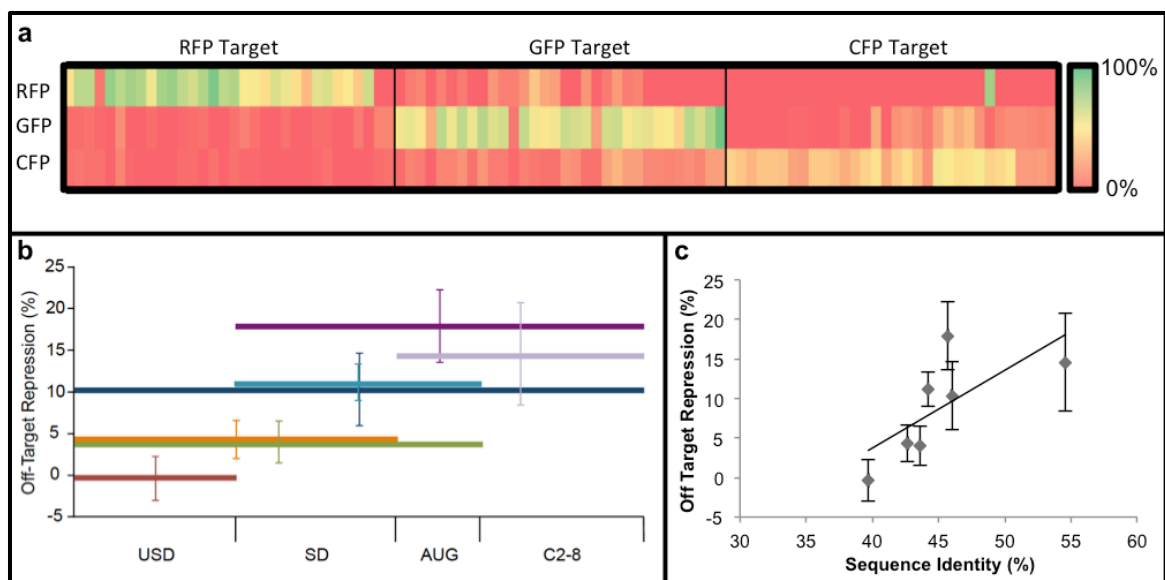 a
RFP Target GFP Target CFP Target
RFP
GFP
CFP
100%
0%
b
Off-Target Repression (%)
25
20
15
10
5
0
-5
USD SD AUG C2-8
c
Off Target Repression (%)
25
20
15
10
5
0
-5
30 35 40 45 50 55 60
Sequence Identity (%)